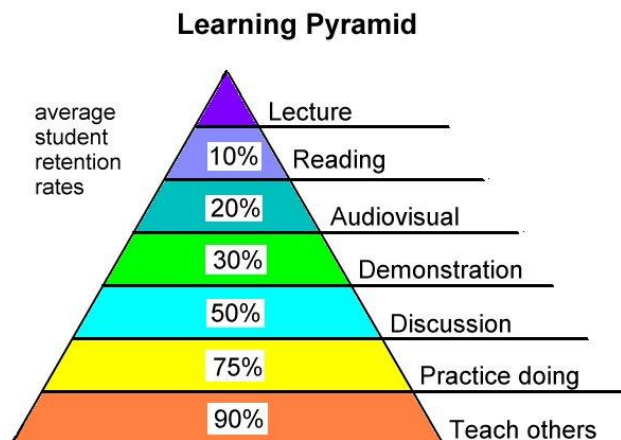 Learning Pyramid
average
student
retention
rates
Lecture
10% Reading
20% Audiovisual
30% Demonstration
50% Discussion
75% Practice doing
90% Teach others